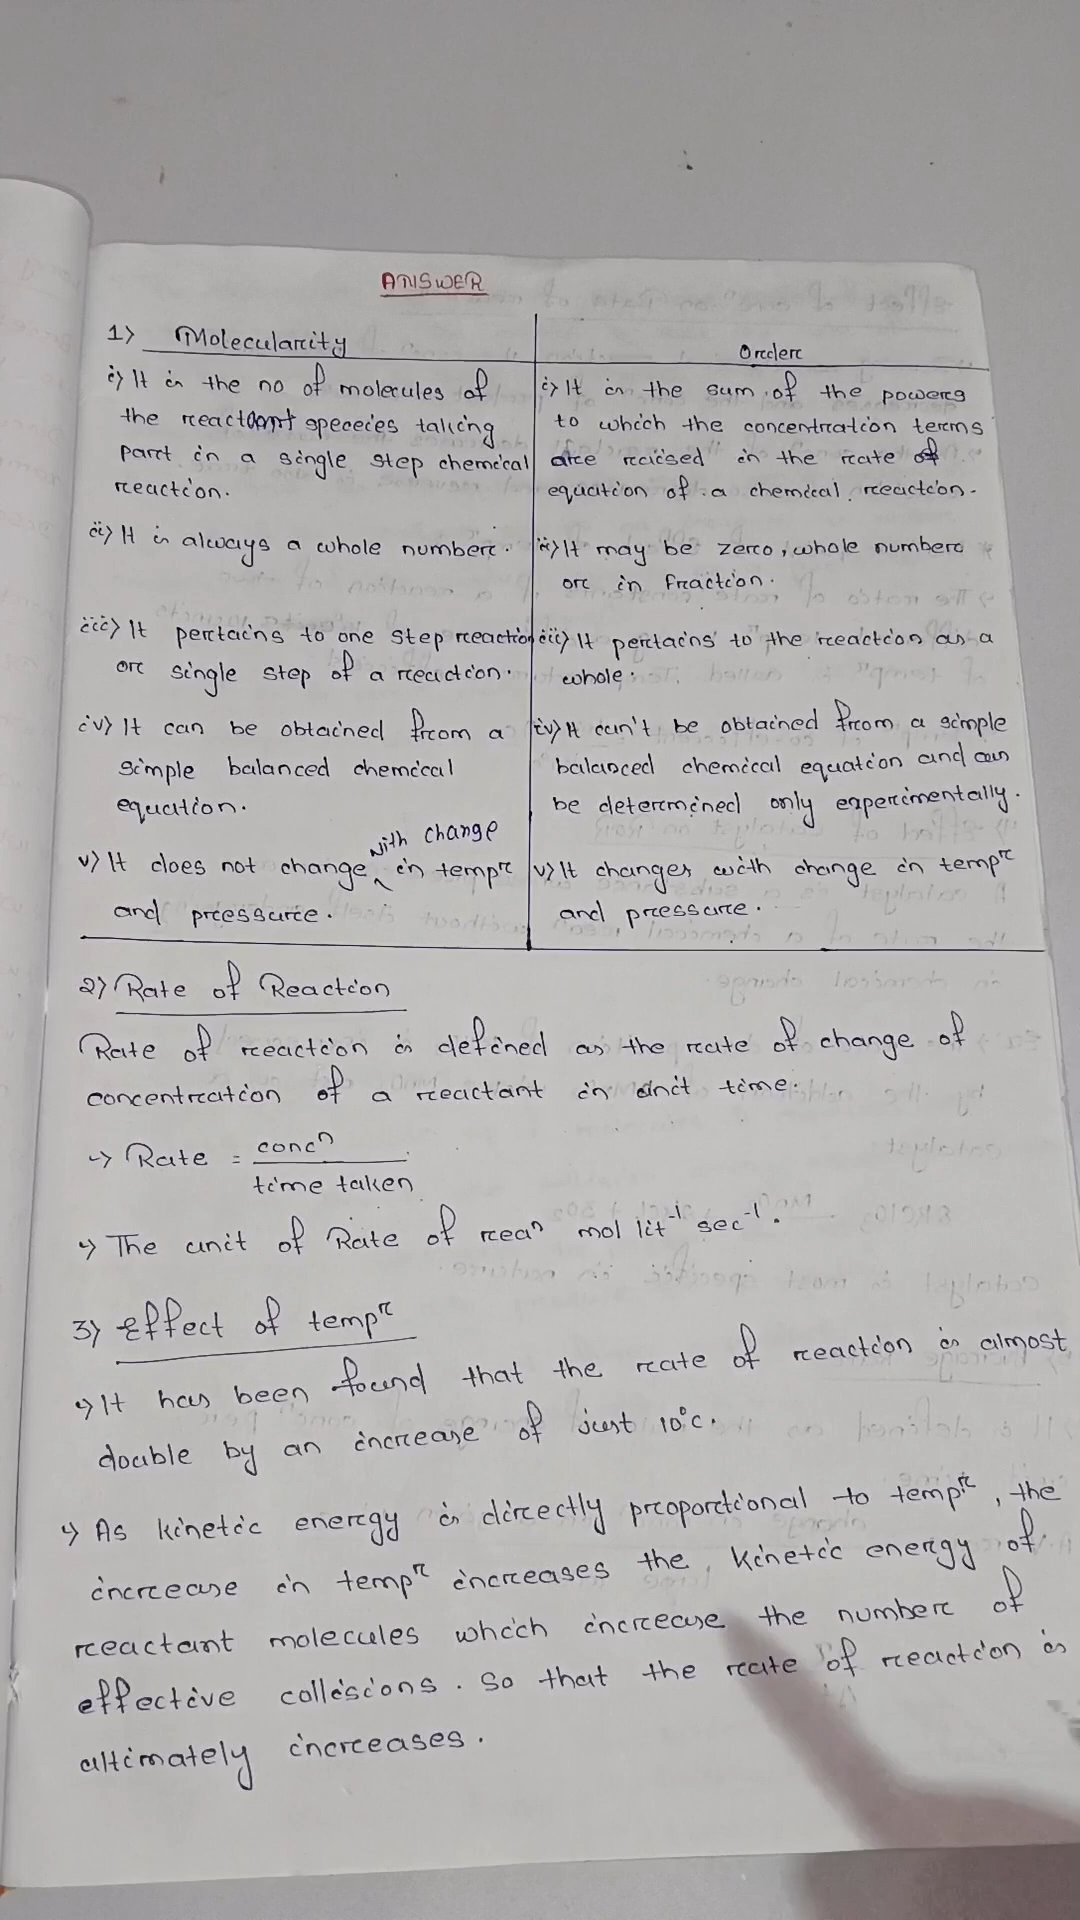 ANSWER
1) Molecularity
Order
i) It is the no of molecules of
the reactant speceies taking
part in a single step chemical
reaction.
ii) It is always a whole number.
iii) It pertains to one step reaction
or single step of a reaction.
iv) It can be obtained from a
simple balanced chemical
equation.
with change
v) It does not change ^ in tempr
and pressure.
i) It is the sum of the powers
to which the concentration terms
are raised in the rate of
equation of a chemical reaction.
ii) It may be zero, whole number
or in fraction.
iii) It pertains to the reaction as a
whole.
iv) It can't be obtained from a simple
balanced chemical equation and can
be determined only experimentally.
v) It changes with change in tempr
and pressure.
2) Rate of Reaction
Rate of reaction is defined as the rate of change of
concentration of a reactant in unit time.
→ Rate = concn
time taken
→ The unit of Rate of rean mol lit-1 sec-1.
3) Effect of tempr
→ It has been found that the rate of reaction is almost
double by an increase of just 10°c.
→ As kinetic energy is directly proportional to tempr, the
increase in tempr increases the kinetic energy of
reactant molecules which increase the number of
effective collisions. So that the rate of reaction is
ultimately increases.